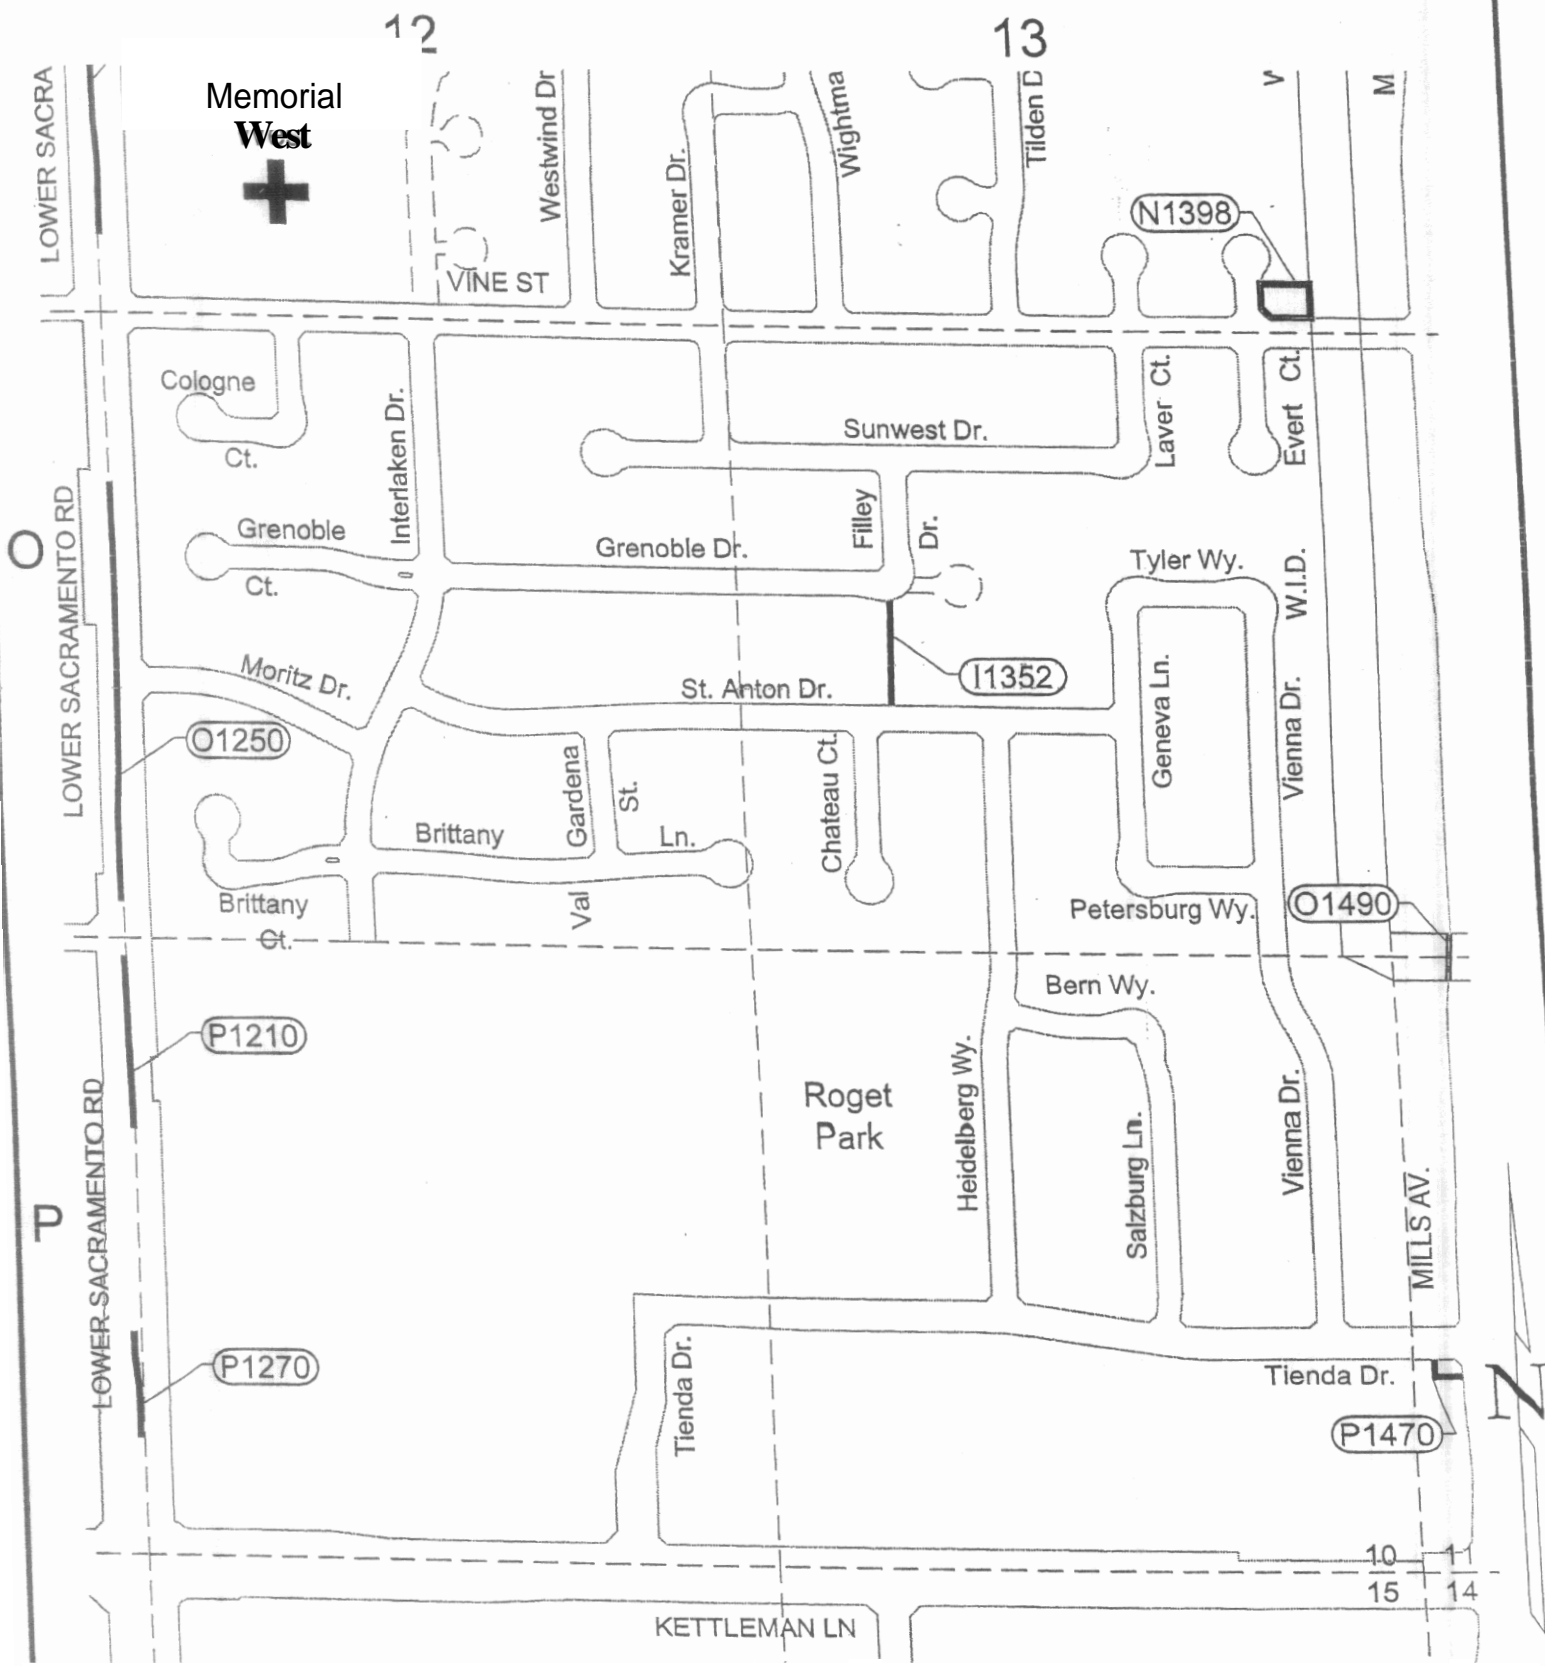 12
13
LOWER SACRA
Memorial
West
Westwind Dr
Kramer Dr.
Wightma
Tilden D
M
N1398
VINE ST
Cologne
Ct.
Interlaken Dr.
Sunwest Dr.
Laver Ct.
Evert Ct.
O
LOWER SACRAMENTO RD
Grenoble
Ct.
Grenoble Dr.
Filley
Dr.
Tyler Wy.
W.I.D.
Moritz Dr.
St. Anton Dr.
I1352
Geneva Ln.
Vienna Dr.
O1250
Gardena
St.
Chateau Ct.
Brittany
Ln.
Brittany
Ct.
Val
Petersburg Wy.
O1490
Bern Wy.
P1210
Roget
Park
Heidelberg Wy.
Salzburg Ln.
Vienna Dr.
MILLS AV.
P
LOWER SACRAMENTO RD
P1270
Tienda Dr.
Tienda Dr.
N
P1470
10
15
14
KETTLEMAN LN